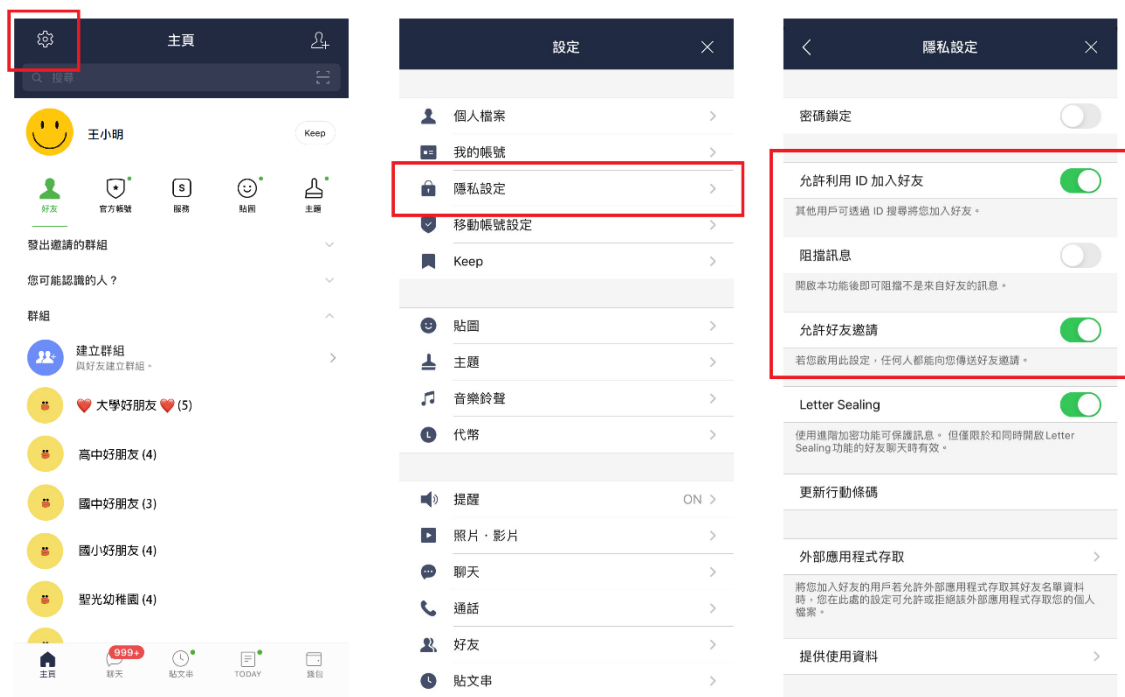 主頁
搜尋
王小明
Keep
好友
官方帳號
服務
貼圖
主題
發出邀請的群組
您可能認識的人？
群組
建立群組
與好友建立群組。
❤️ 大學好朋友 ❤️ (5)
高中好朋友 (4)
國中好朋友 (3)
國小好朋友 (4)
聖光幼稚園 (4)
主頁
999+
聊天
貼文串
TODAY
錢包
設定
個人檔案
我的帳號
隱私設定
移動帳號設定
Keep
貼圖
主題
音樂鈴聲
代幣
提醒
ON
照片・影片
聊天
通話
好友
貼文串
隱私設定
密碼鎖定
允許利用 ID 加入好友
其他用戶可透過 ID 搜尋將您加入好友。
阻擋訊息
開啟本功能後即可阻擋不是來自好友的訊息。
允許好友邀請
若您啟用此設定，任何人都能向您傳送好友邀請。
Letter Sealing
使用進階加密功能可保護訊息。但僅限於和同時開啟Letter
Sealing功能的好友聊天時有效。
更新行動條碼
外部應用程式存取
將您加入好友的用戶若允許外部應用程式存取其好友名單資料
時，您在此處的設定可允許或拒絕該外部應用程式存取您的個人
檔案。
提供使用資料